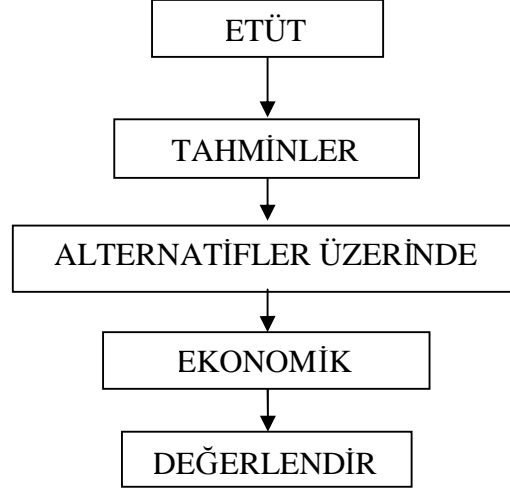 ETÜT
TAHMİNLER
ALTERNATİFLER ÜZERİNDE
EKONOMİK
DEĞERLENDİR